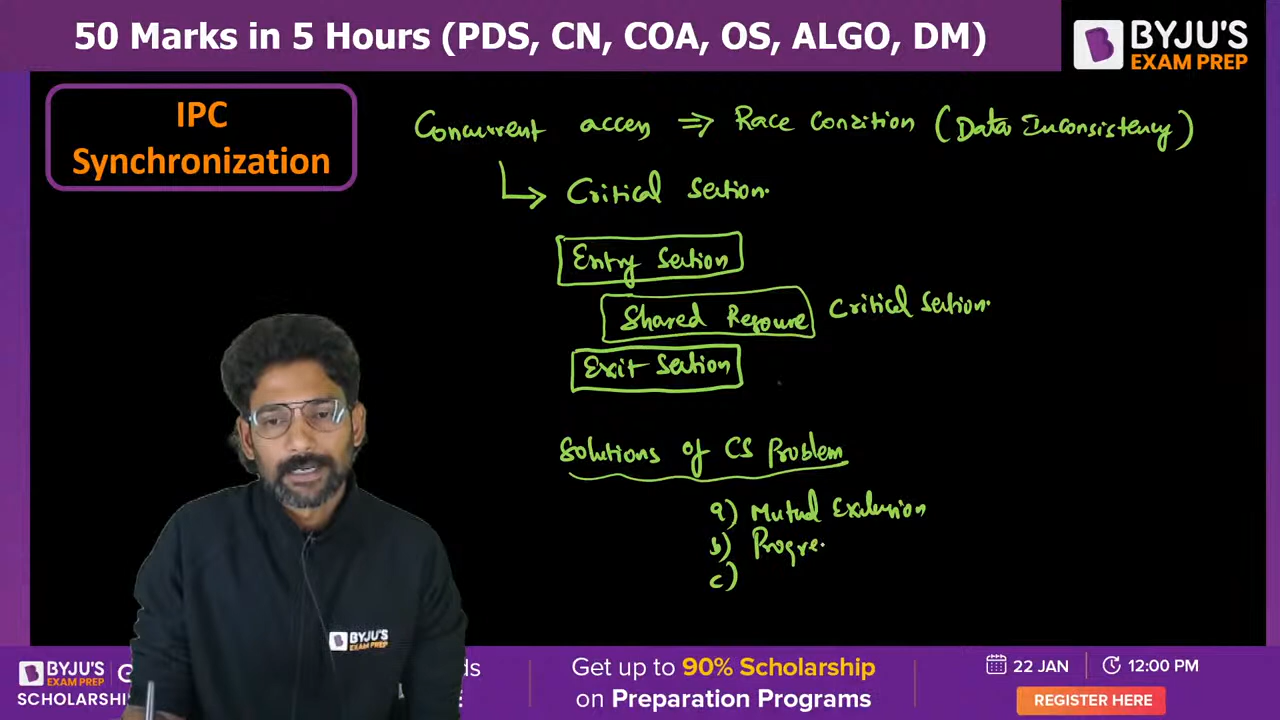 50 Marks in 5 Hours (PDS, CN, COA, OS, ALGO, DM)
BYJU'S
EXAM PREP
IPC
Synchronization
Concurrent access => Race Condition (Data Inconsistency)
Critical Section.
Entry Section
Shared Resource Critical Section.
Exit Section
Solutions of CS Problem
a) Mutual Exclusion
b) Progre
c)
BYJU'S
EXAM PREP
BYJU'S
EXAM PREP
SCHOLARSHIP
Get up to 90% Scholarship
on Preparation Programs
22 JAN
12:00 PM
REGISTER HERE